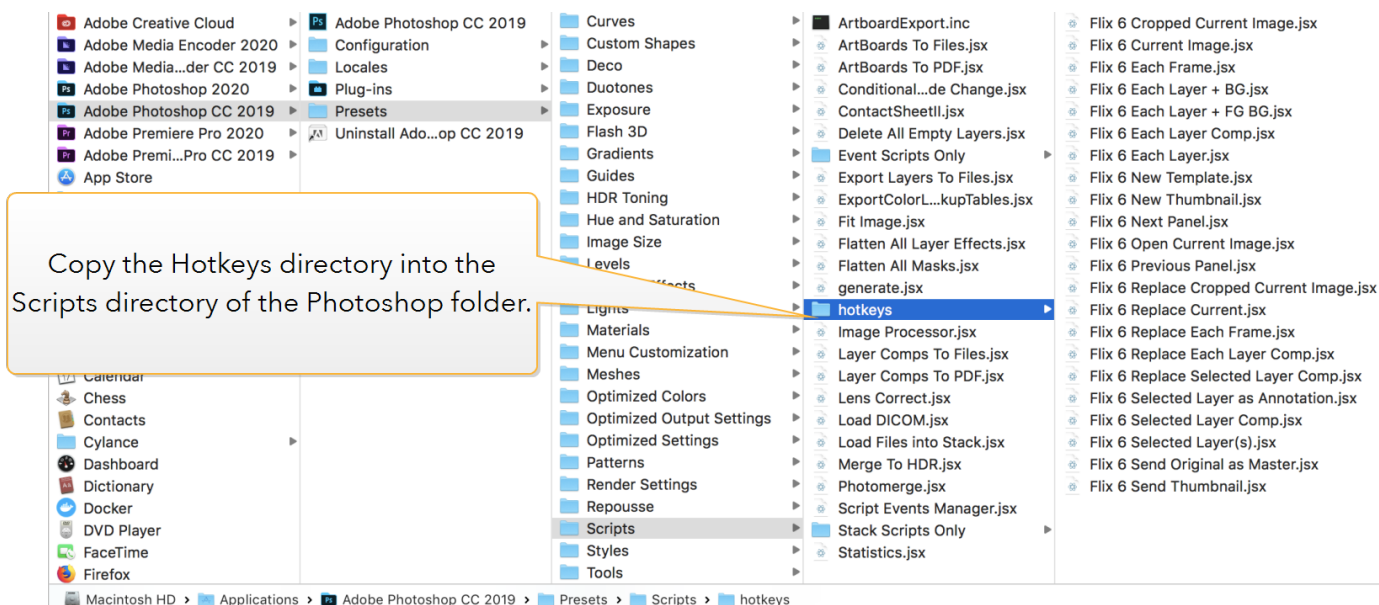 Adobe Creative Cloud
Adobe Media Encoder 2020
Adobe Media...der CC 2019
Adobe Photoshop 2020
Adobe Photoshop CC 2019
Adobe Premiere Pro 2020
Adobe Premi...Pro CC 2019
App Store
Copy the Hotkeys directory into the
Scripts directory of the Photoshop folder.
Calendar
Chess
Contacts
Cylance
Dashboard
Dictionary
Docker
DVD Player
FaceTime
Firefox
Adobe Photoshop CC 2019
Configuration
Locales
Plug-ins
Presets
Uninstall Ado...op CC 2019
Curves
Custom Shapes
Deco
Duotones
Exposure
Flash 3D
Gradients
Guides
HDR Toning
Hue and Saturation
Image Size
Levels
Lights
Materials
Menu Customization
Meshes
Optimized Colors
Optimized Output Settings
Optimized Settings
Patterns
Render Settings
Repousse
Scripts
Styles
Tools
ArtboardExport.inc
ArtBoards To Files.jsx
ArtBoards To PDF.jsx
Conditional...de Change.jsx
ContactSheetII.jsx
Delete All Empty Layers.jsx
Event Scripts Only
Export Layers To Files.jsx
ExportColorL...kupTables.jsx
Fit Image.jsx
Flatten All Layer Effects.jsx
Flatten All Masks.jsx
generate.jsx
hotkeys
Image Processor.jsx
Layer Comps To Files.jsx
Layer Comps To PDF.jsx
Lens Correct.jsx
Load DICOM.jsx
Load Files into Stack.jsx
Merge To HDR.jsx
Photomerge.jsx
Script Events Manager.jsx
Stack Scripts Only
Statistics.jsx
Flix 6 Cropped Current Image.jsx
Flix 6 Current Image.jsx
Flix 6 Each Frame.jsx
Flix 6 Each Layer + BG.jsx
Flix 6 Each Layer + FG BG.jsx
Flix 6 Each Layer Comp.jsx
Flix 6 Each Layer.jsx
Flix 6 New Template.jsx
Flix 6 New Thumbnail.jsx
Flix 6 Next Panel.jsx
Flix 6 Open Current Image.jsx
Flix 6 Previous Panel.jsx
Flix 6 Replace Cropped Current Image.jsx
Flix 6 Replace Current.jsx
Flix 6 Replace Each Frame.jsx
Flix 6 Replace Each Layer Comp.jsx
Flix 6 Replace Selected Layer Comp.jsx
Flix 6 Selected Layer as Annotation.jsx
Flix 6 Selected Layer Comp.jsx
Flix 6 Selected Layer(s).jsx
Flix 6 Send Original as Master.jsx
Flix 6 Send Thumbnail.jsx
Macintosh HD > Applications > Adobe Photoshop CC 2019 > Presets > Scripts > hotkeys